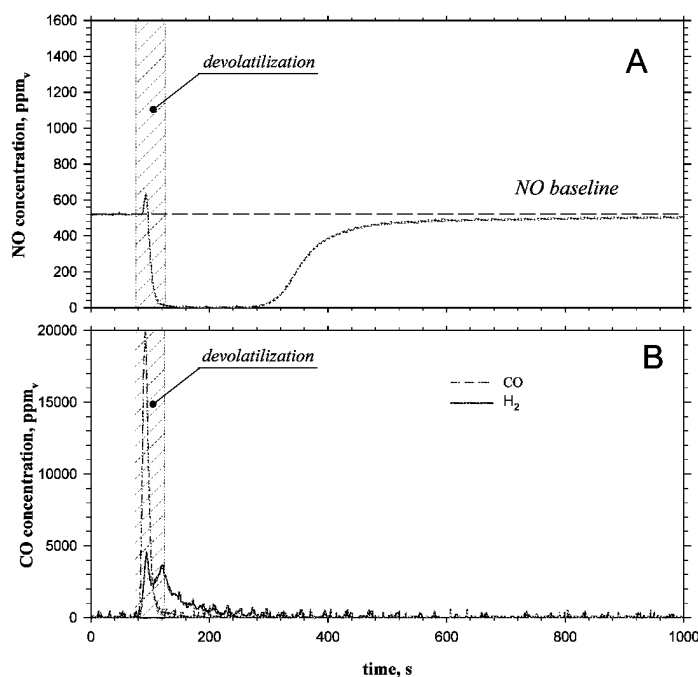 1600
1400
1200
1000
800
600
400
200
0
NO concentration, ppmv
devolatilization
A
NO baseline
20000
15000
10000
5000
0
CO concentration, ppmv
devolatilization
B
CO
H2
0 200 400 600 800 1000
time, s